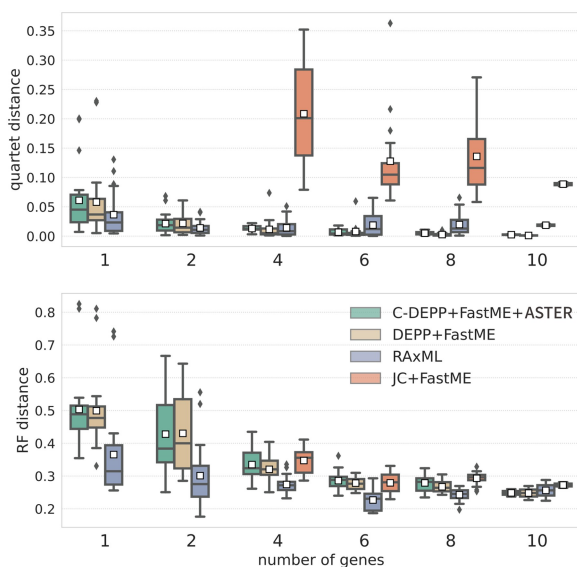 quartet distance
0.35
0.30
0.25
0.20
0.15
0.10
0.05
0.00
1 2 4 6 8 10
RF distance
0.8
0.7
0.6
0.5
0.4
0.3
0.2
C-DEPP+FastME+ASTER
DEPP+FastME
RAxML
JC+FastME
1 2 4 6 8 10
number of genes